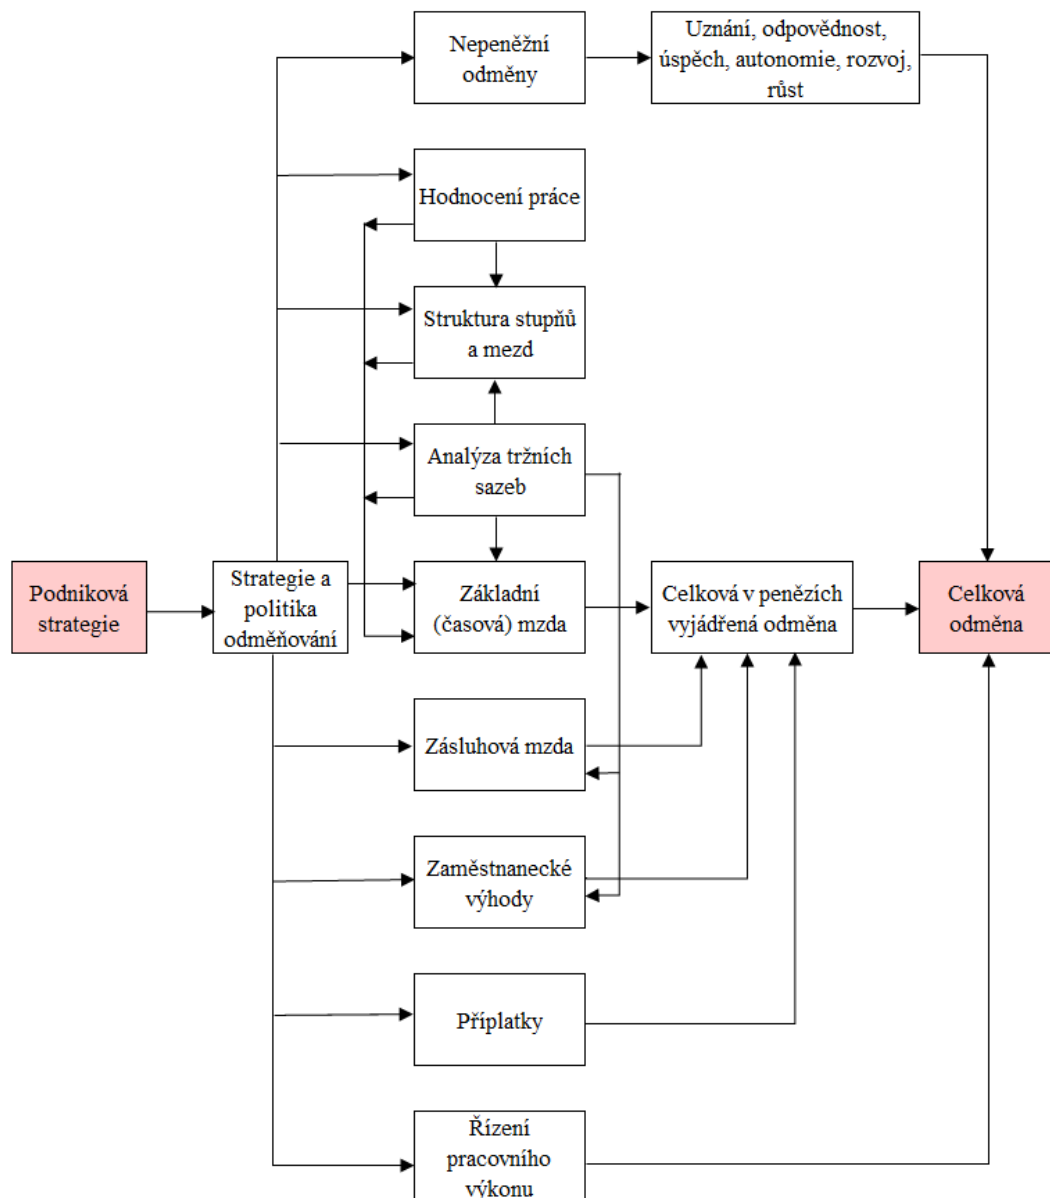 Nepeněžní
odměny
Uznání, odpovědnost,
úspěch, autonomie, rozvoj,
růst
Hodnocení práce
Struktura stupňů
a mezd
Analýza tržních
sazeb
Podniková
strategie
Strategie a
politika
odměňování
Základní
(časová) mzda
Celková v penězích
vyjádřená odměna
Celková
odměna
Zásluhová mzda
Zaměstnanecké
výhody
Příplatky
Řízení
pracovního
výkonu